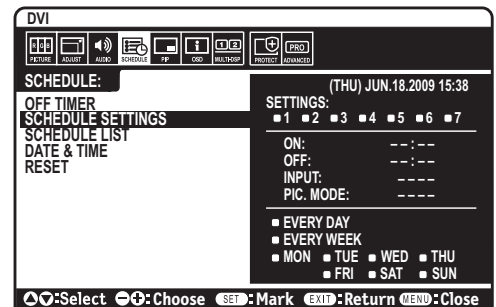 DVI
RGB
PICTURE ADJUST AUDIO SCHEDULE PIP OSD MULTI-DSP PROTECT ADVANCED
i 1 2 PRO
SCHEDULE:
OFF TIMER
SCHEDULE SETTINGS
SCHEDULE LIST
DATE & TIME
RESET
(THU) JUN.18.2009 15:38
SETTINGS:
1 2 3 4 5 6 7
ON: --:--
OFF: --:--
INPUT: ----
PIC. MODE: ----
EVERY DAY
EVERY WEEK
MON TUE WED THU
FRI SAT SUN
:Select :Choose SET:Mark EXIT:Return MENU:Close